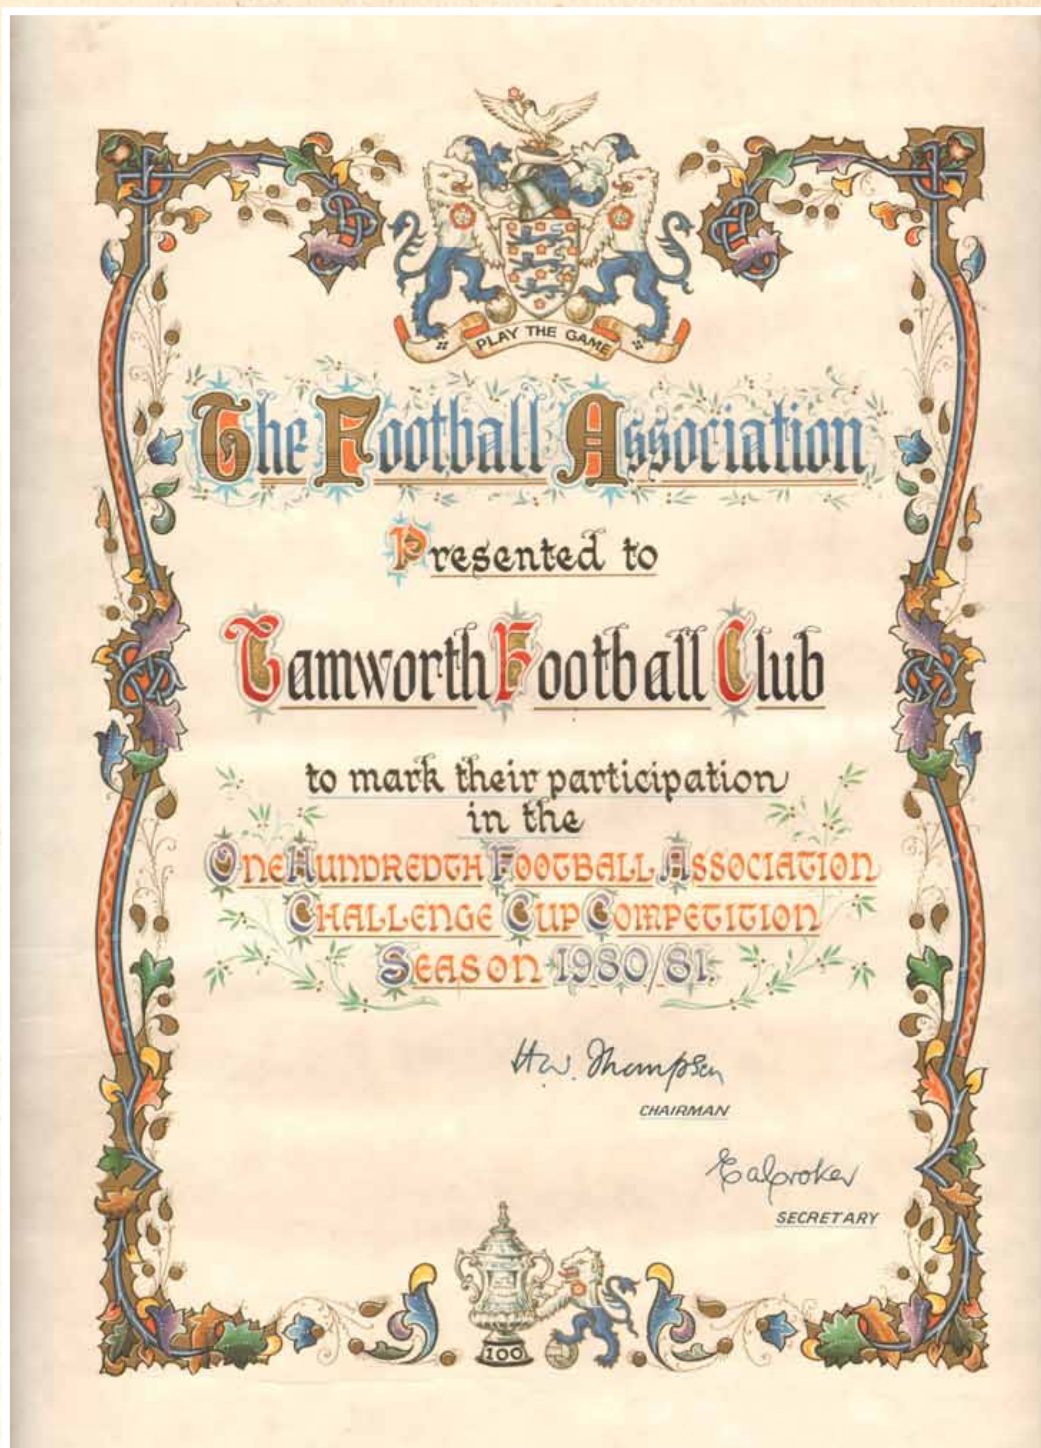 PLAY THE GAME
The Football Association
Presented to
Tamworth Football Club
to mark their participation
in the
One Hundredth Football Association
Challenge Cup Competition
Season 1980/81.
H.W. Thompson
CHAIRMAN
E A Croker
SECRETARY
100